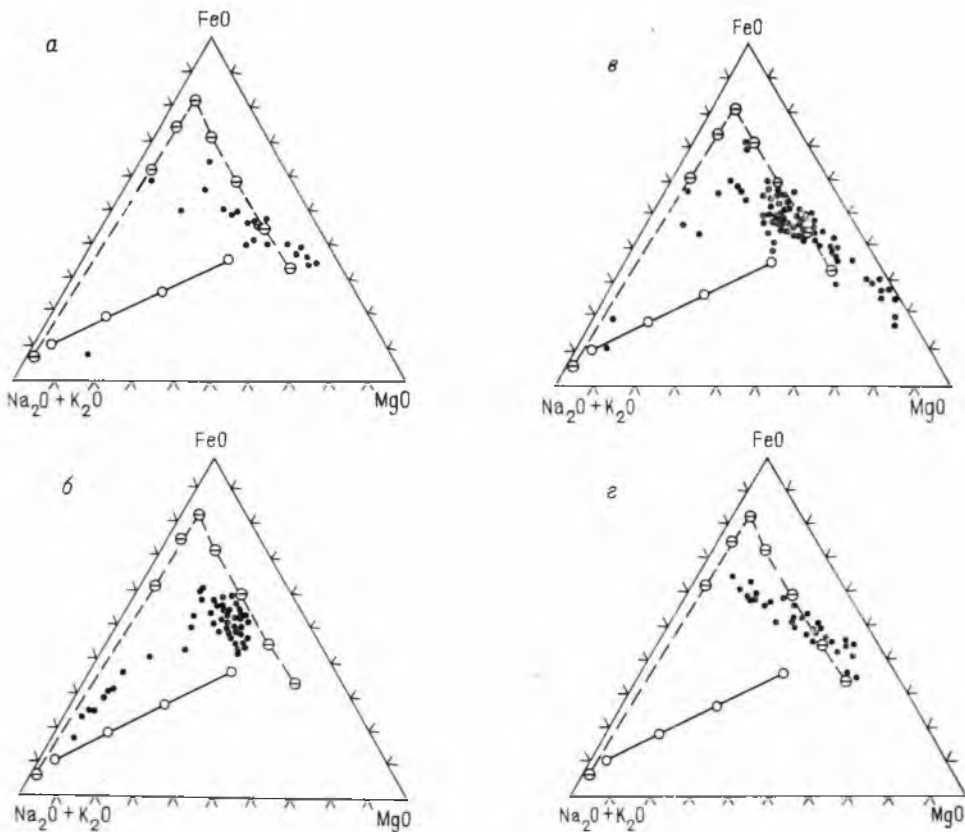 а
FeO
Na₂O + K₂O
MgO
в
FeO
Na₂O + K₂O
MgO
б
FeO
Na₂O + K₂O
MgO
г
FeO
Na₂O + K₂O
MgO